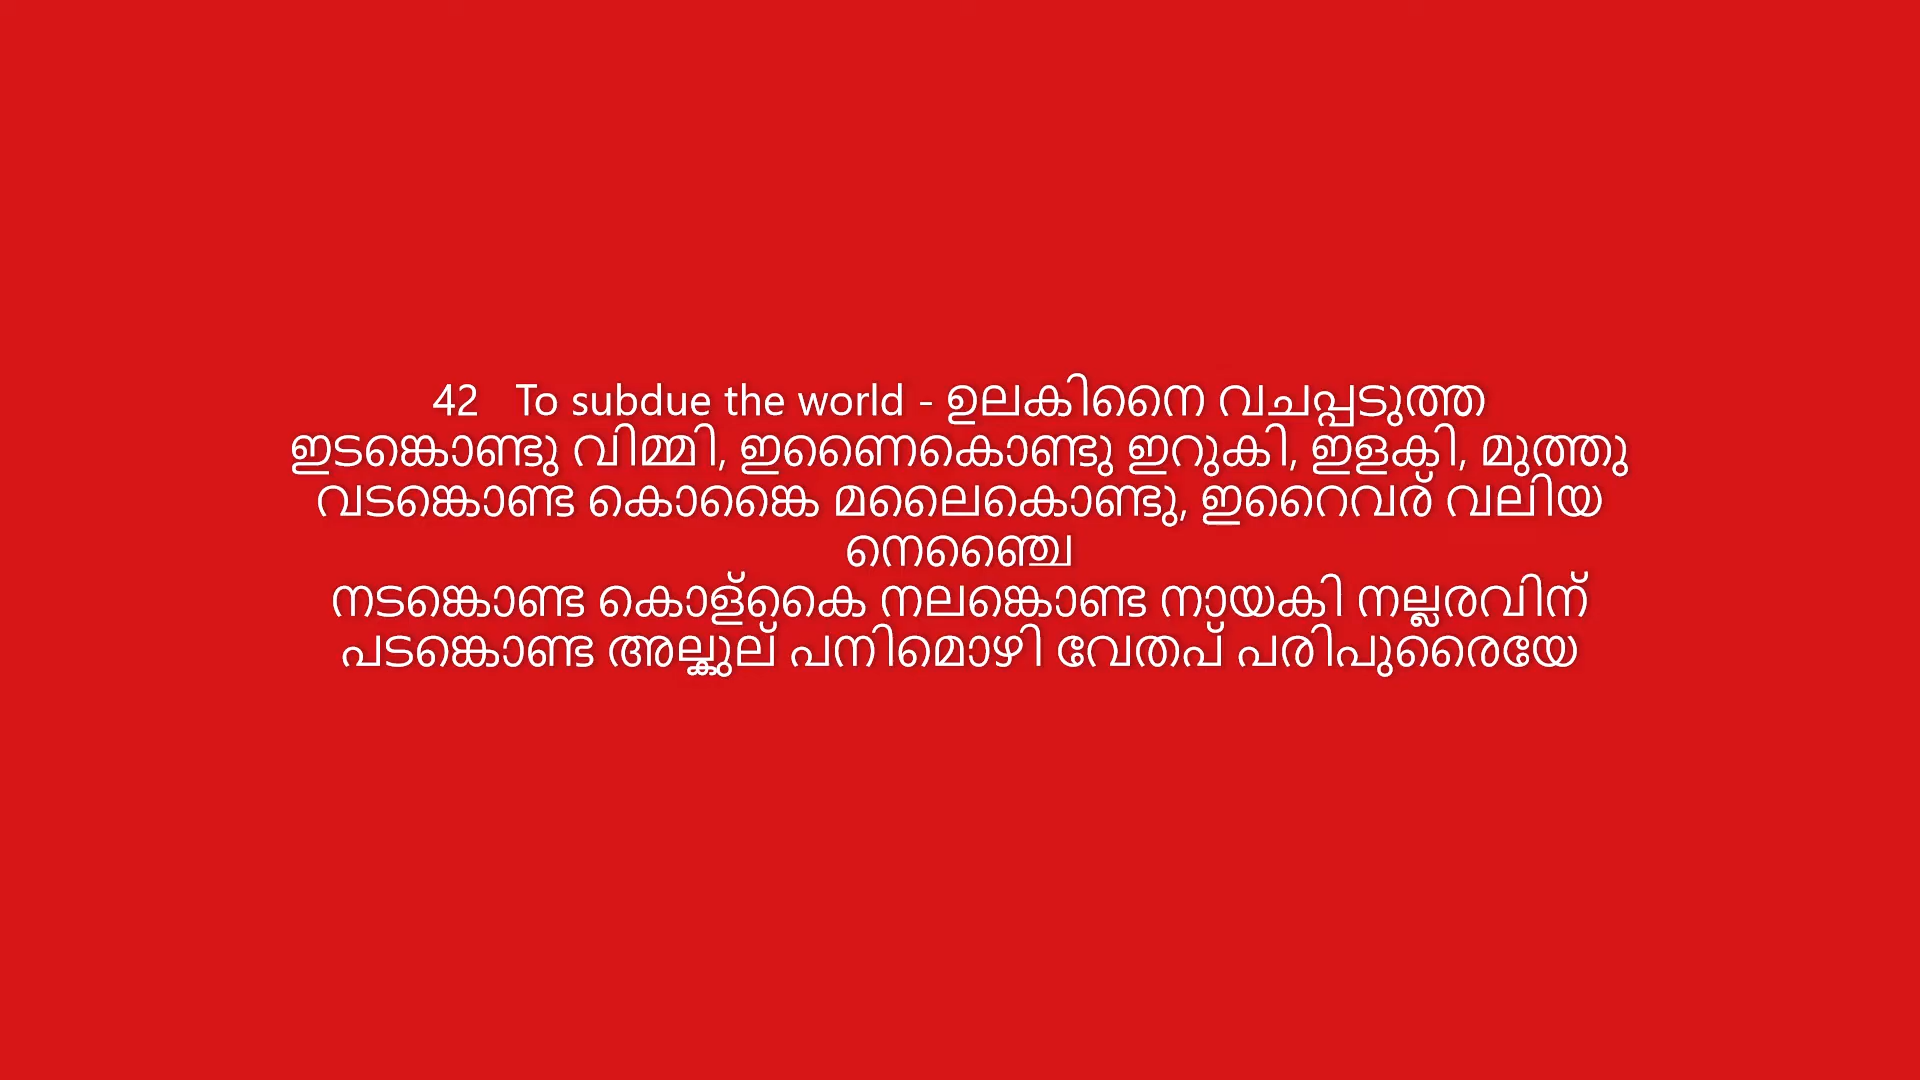 42   To subdue the world - ഉലകിനൈ വചപ്പടുത്ത
ഇടങ്കൊണ്ടു വിമ്മി, ഇണൈകൊണ്ടു ഇറുകി, ഇളകി, മുത്തു
വടങ്കൊണ്ട കൊങ്കൈ മലൈകൊണ്ടു, ഇറൈവര് വലിയ
നെഞ്ചൈ
നടങ്കൊണ്ട കൊള്കൈ നലങ്കൊണ്ട നായകി നല്ലരവിന്
പടങ്കൊണ്ട അല്കുല് പനിമൊഴി വേതപ് പരിപുരൈയേ